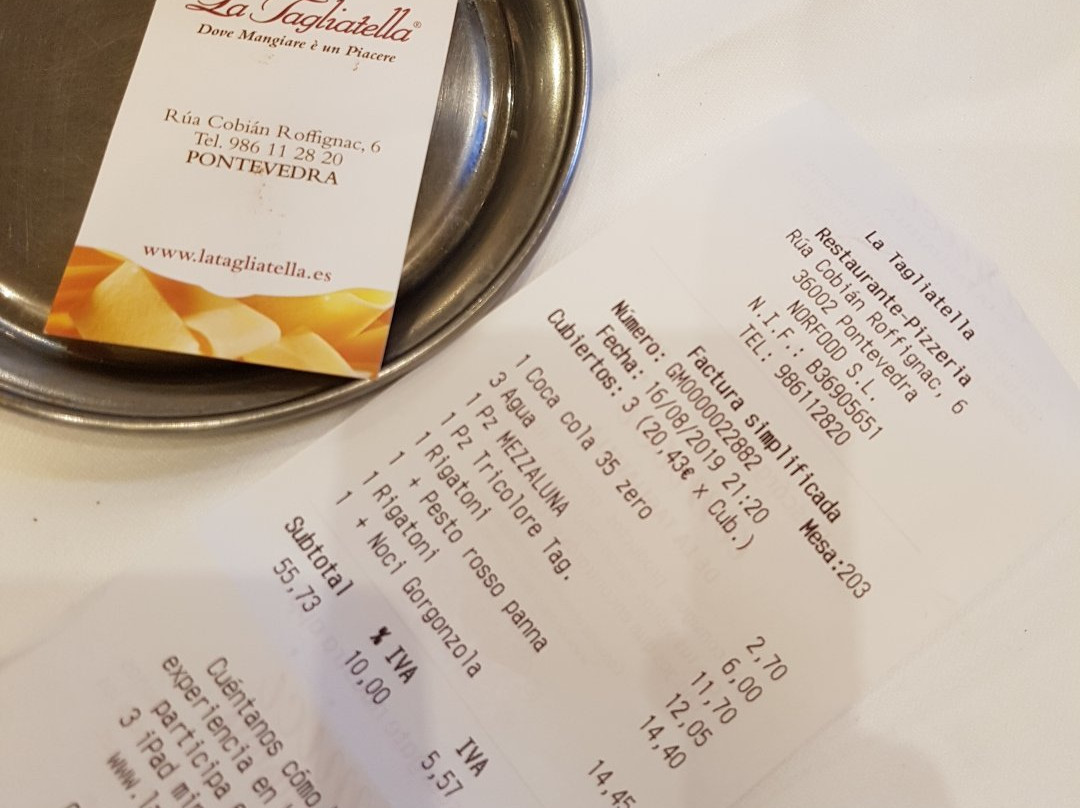 La Tagliatella®
Dove Mangiare è un Piacere
Rúa Cobián Roffignac, 6
Tel. 986 11 28 20
PONTEVEDRA
www.latagliatella.es
La Tagliatella
Restaurante-Pizzeria
Rúa Cobián Roffignac, 6
36002 Pontevedra
NORFOOD S.L.
N.I.F.: B36905651
TEL: 986112820
Factura simplificada
Número: GM0000022882 Mesa:203
Fecha: 16/08/2019 21:20
Cubiertos: 3 (20,43€ x Cub.)
1 Coca cola 35 zero 2,70
3 Agua 6,00
1 Pz MEZZALUNA 11,70
1 Pz Tricolore Tag. 12,05
1 Rigatoni 14,40
1 + Pesto rosso panna
1 Rigatoni 14,45
1 + Noci Gorgonzola
Subtotal % IVA IVA
55,73 10,00 5,57
Cuéntanos cómo
experiencia en
participa
3 iPad